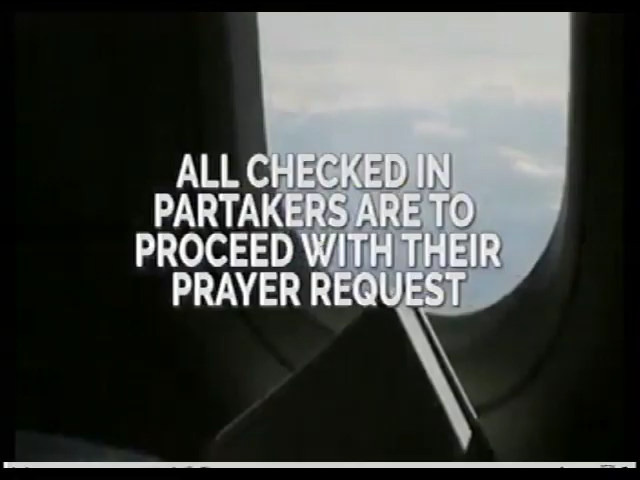 ALL CHECKED IN
PARTAKERS ARE TO
PROCEED WITH THEIR
PRAYER REQUEST